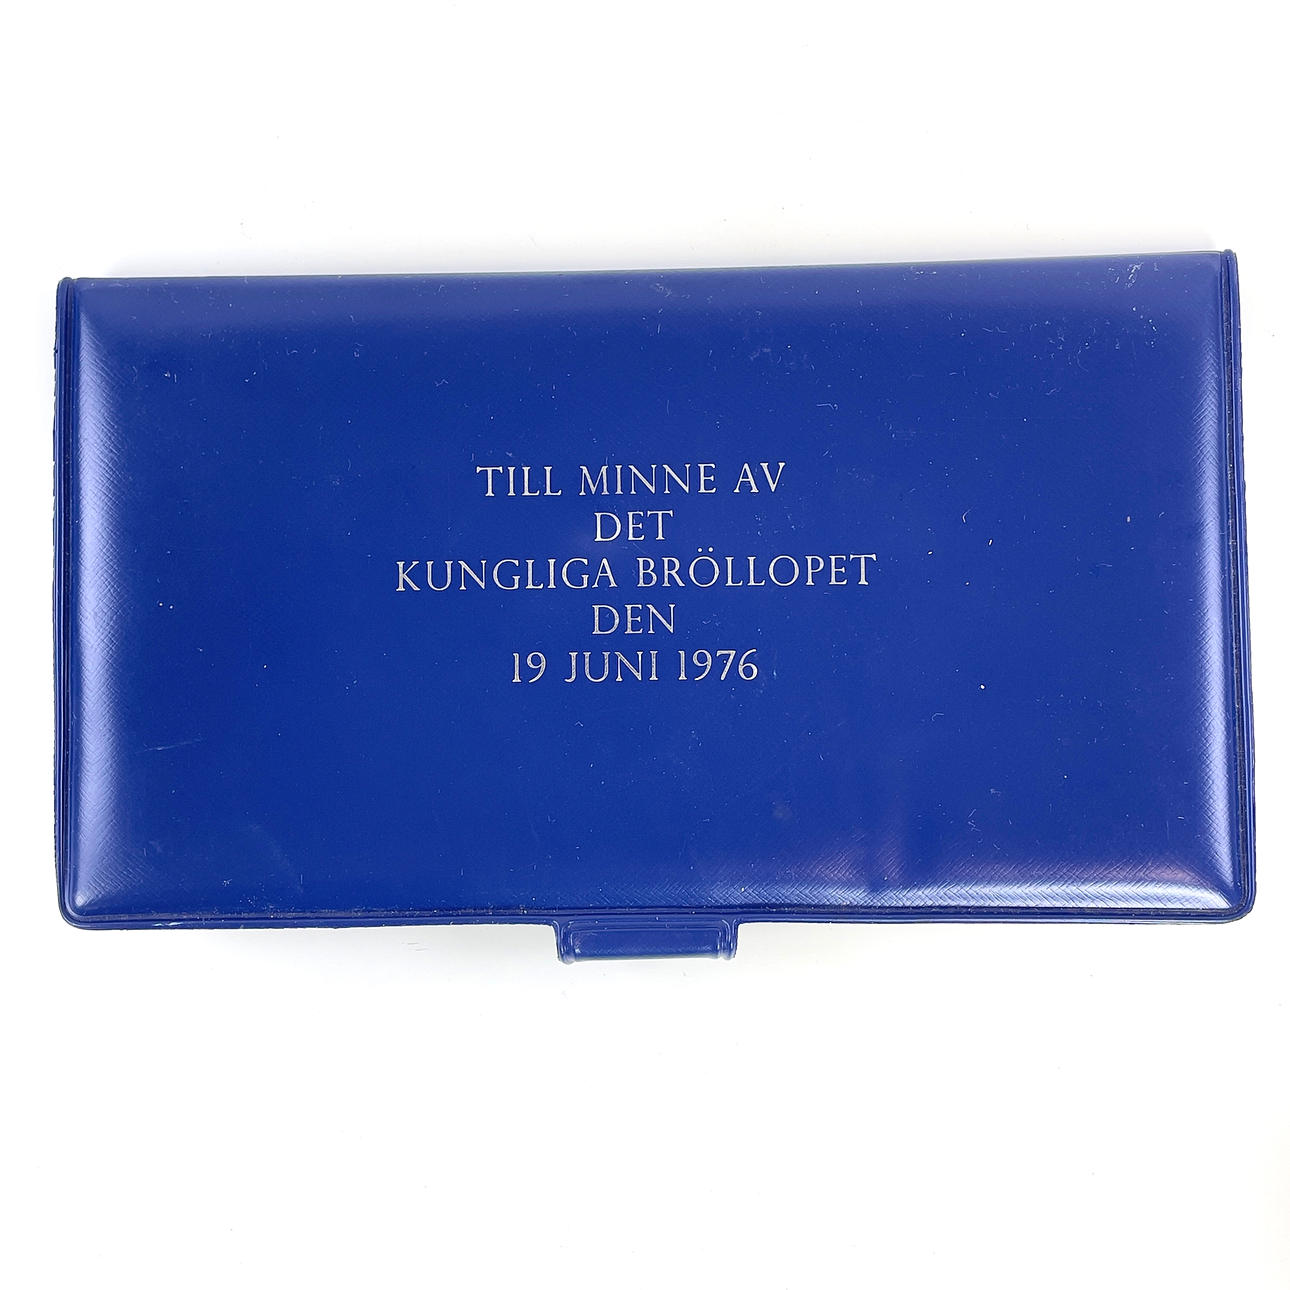 TILL MINNE AV
DET
KUNGLIGA BRÖLLOPET
DEN
19 JUNI 1976